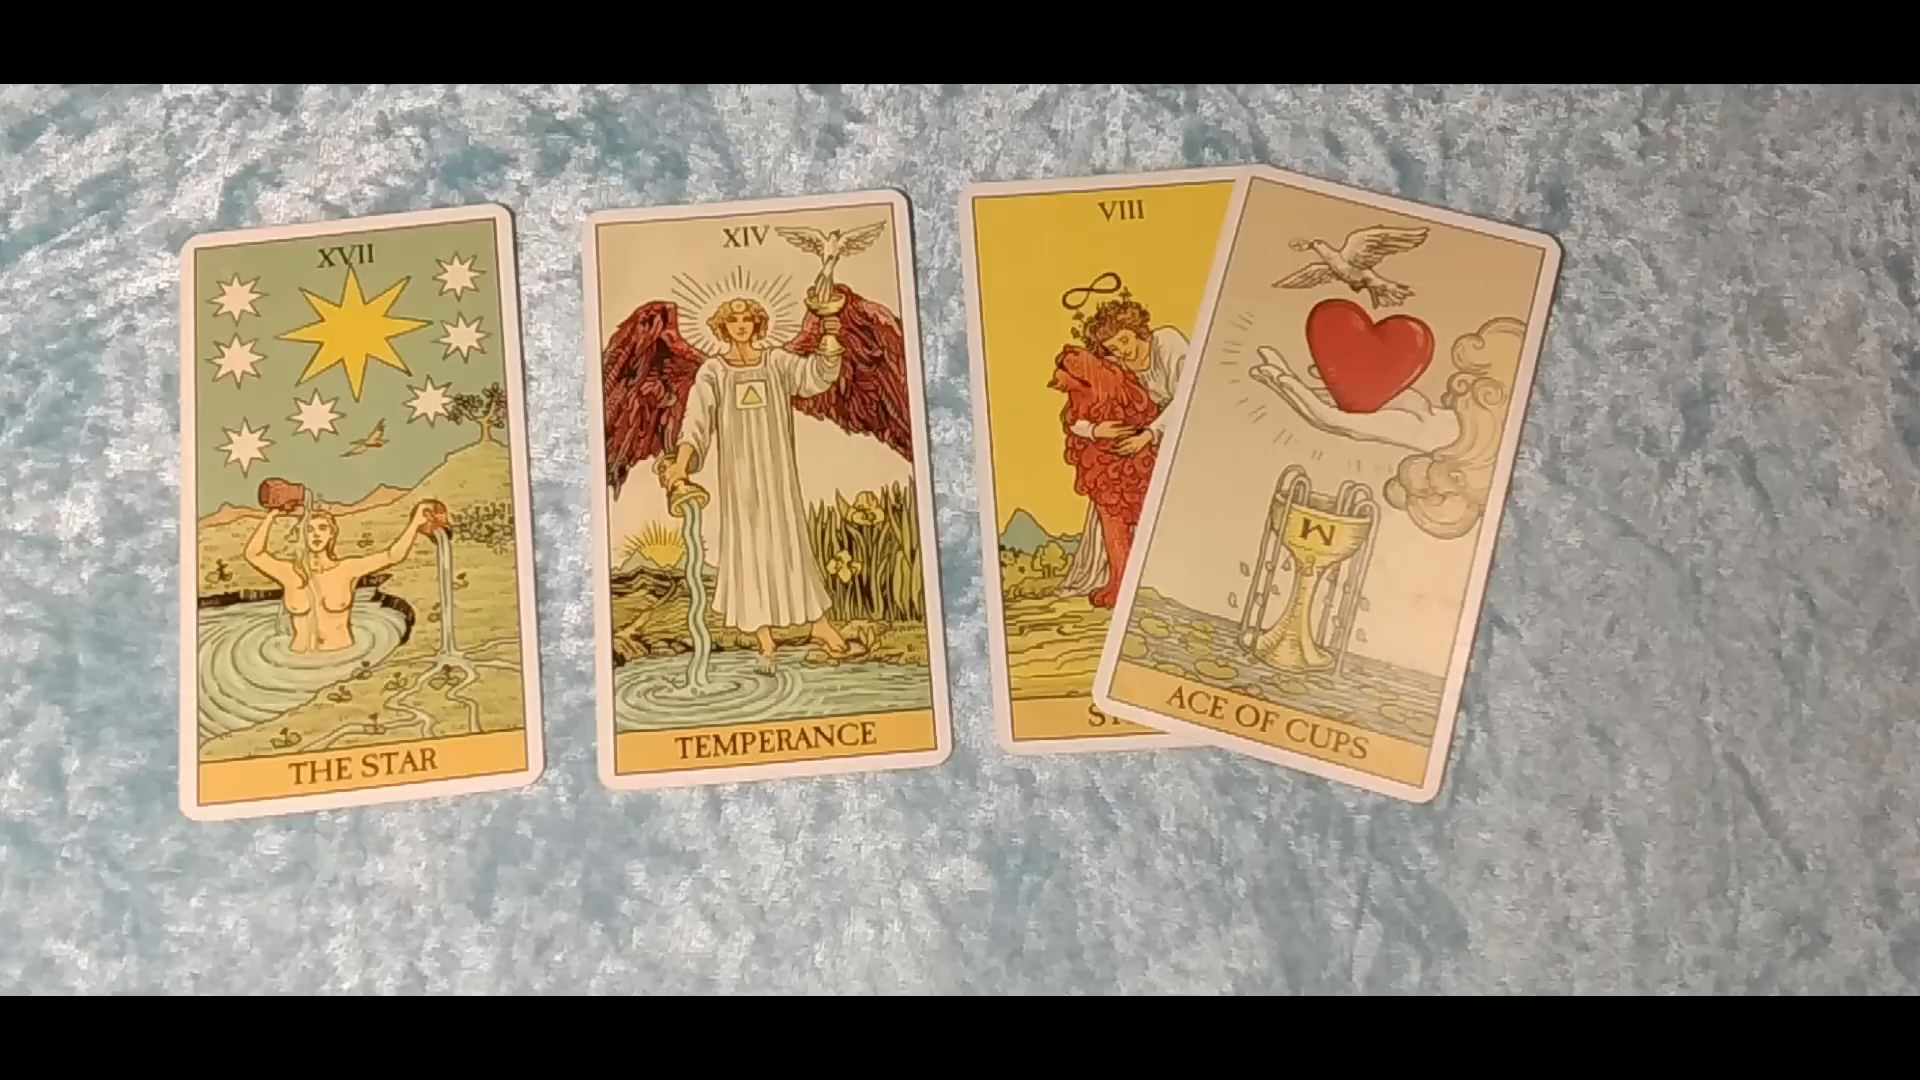 XVII
THE STAR
XIV
TEMPERANCE
VIII
M
ACE OF CUPS